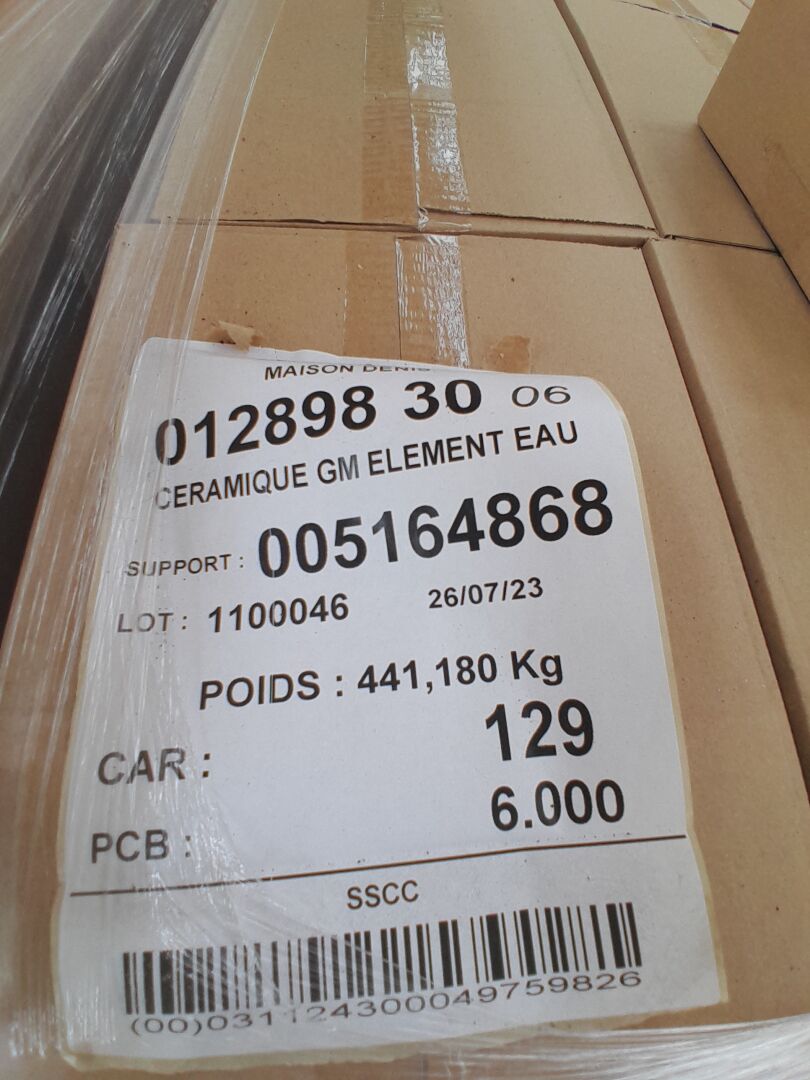 MAISON DENIS
012898 30 06
CERAMIQUE GM ELEMENT EAU
SUPPORT : 005164868
LOT : 1100046 26/07/23
POIDS : 441,180 Kg
CAR : 129
PCB : 6.000
SSCC
(00)031124300049759826